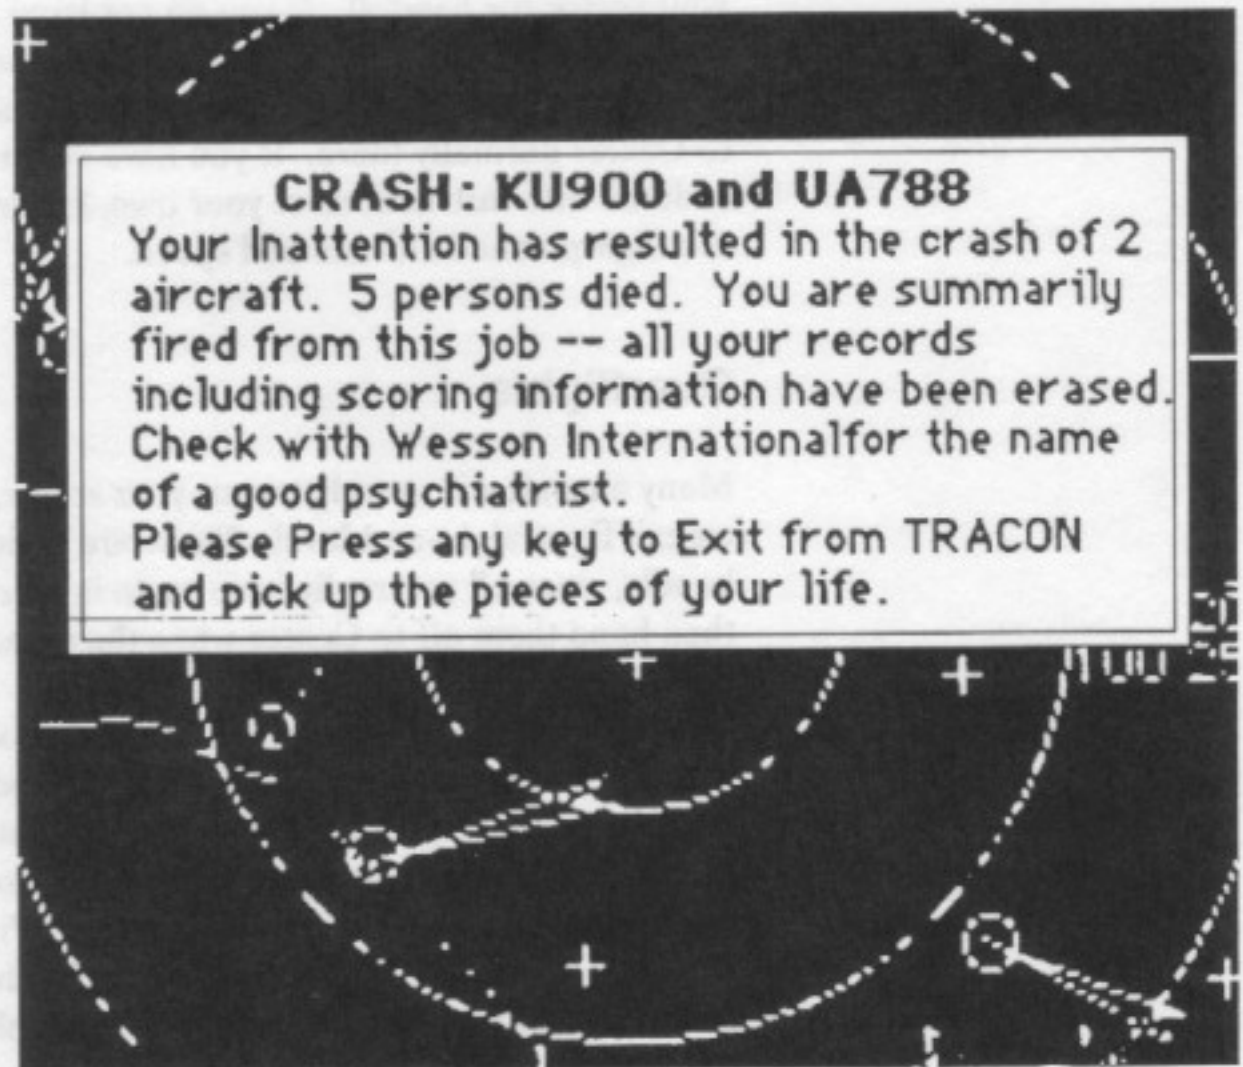 CRASH: KU900 and UA788
Your Inattention has resulted in the crash of 2
aircraft. 5 persons died. You are summarily
fired from this job -- all your records
including scoring information have been erased.
Check with Wesson Internationalfor the name
of a good psychiatrist.
Please Press any key to Exit from TRACON
and pick up the pieces of your life.